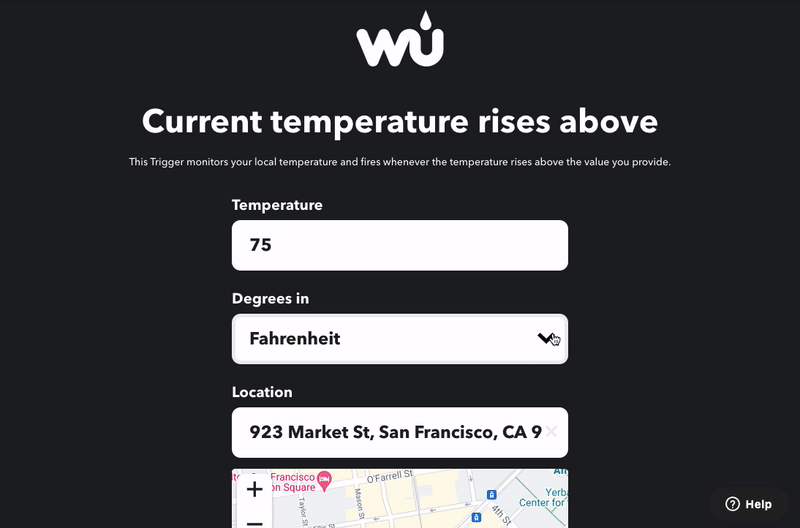 wu
Current temperature rises above
This Trigger monitors your local temperature and fires whenever the temperature rises above the value you provide.
Temperature
75
Degrees in
Fahrenheit
Location
923 Market St, San Francisco, CA 9
Francisco
on Square
O'Farrell St
Mason St
Taylor St
4th St
Yerba
Center for
Help